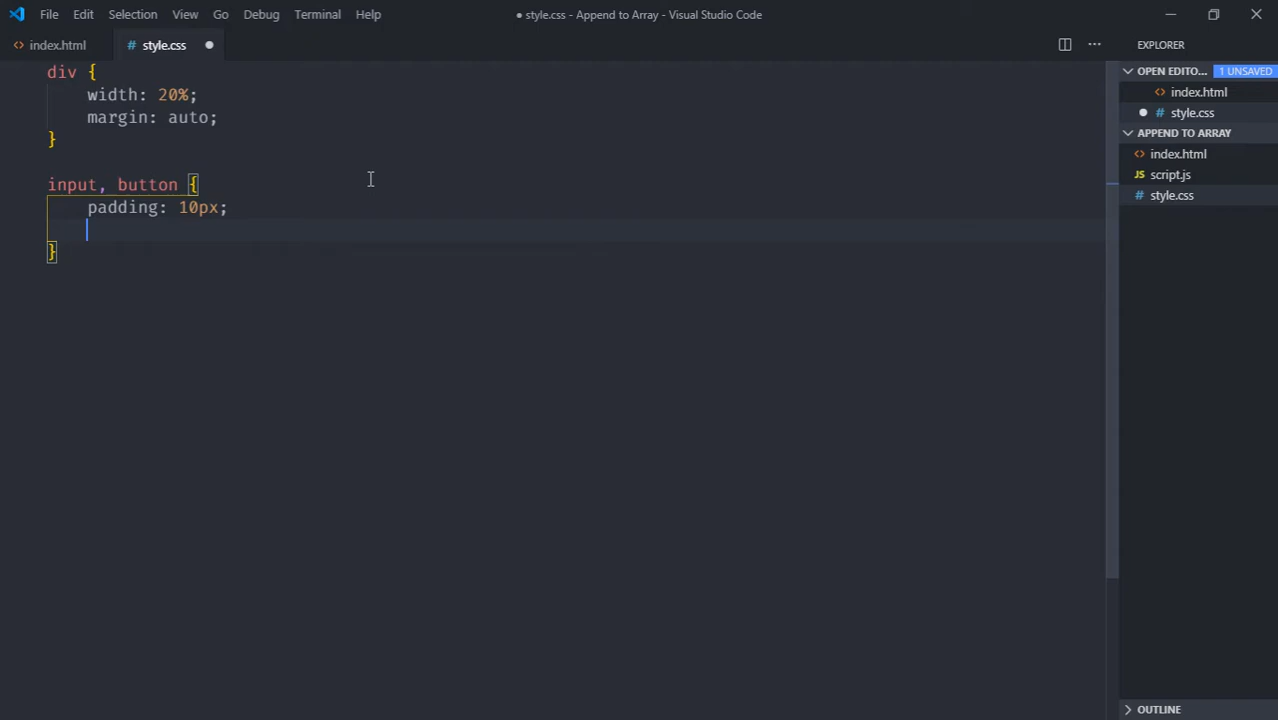 File Edit Selection View Go Debug Terminal Help
● style.css - Append to Array - Visual Studio Code
<> index.html
# style.css ●
···
EXPLORER
div {
width: 20%;
margin: auto;
}
input, button {
padding: 10px;
}
OPEN EDITO... 1 UNSAVED
<> index.html
● # style.css
APPEND TO ARRAY
<> index.html
JS script.js
# style.css
OUTLINE